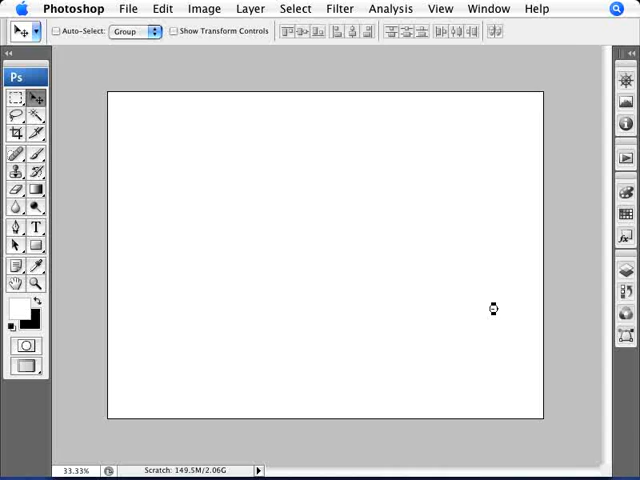 Photoshop File Edit Image Layer Select Filter Analysis View Window Help
Auto-Select: Group Show Transform Controls
Ps
T
33.33% Scratch: 149.5M/2.06G